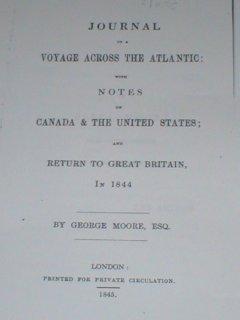 JOURNAL
OF A
VOYAGE ACROSS THE ATLANTIC:
WITH
NOTES
ON
CANADA & THE UNITED STATES;
AND
RETURN TO GREAT BRITAIN,
IN 1844
BY GEORGE MOORE, ESQ.
LONDON:
PRINTED FOR PRIVATE CIRCULATION.
1845.